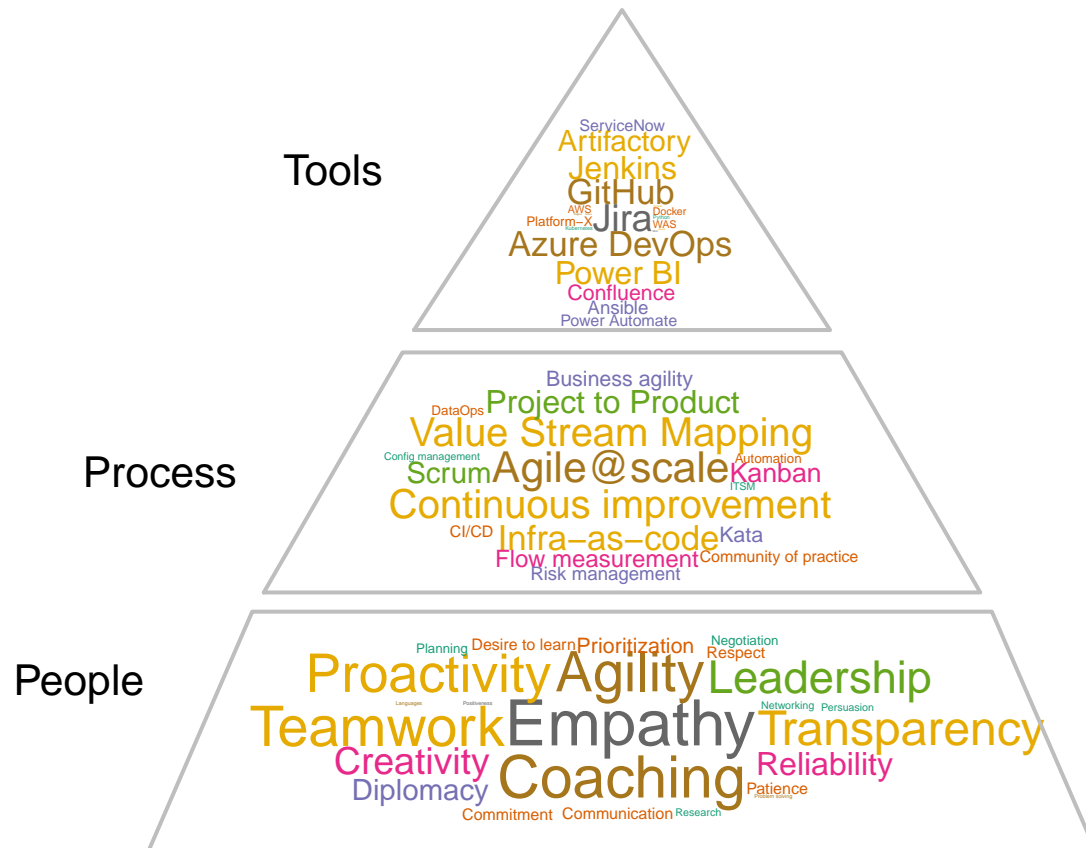 ServiceNow
Artifactory
Tools
Jenkins
GitHub
AWS
Docker
Platform−X
Jira
Python
WAS
Kubernetes
Azure DevOps
Power BI
Confluence
Ansible
Power Automate
Business agility
DataOps
Project to Product
Value Stream Mapping
Process
Config management
Scrum
Agile@scale
Automation
Kanban
ITSM
Continuous improvement
CI/CD
Infra−as−code
Kata
Flow measurement
Community of practice
Risk management
People
Planning
Desire to learn
Prioritization
Negotiation
Respect
Proactivity
Agility
Leadership
Languages
Positiveness
Networking
Persuasion
Teamwork
Empathy
Transparency
Creativity
Reliability
Diplomacy
Coaching
Patience
Problem solving
Commitment
Communication
Research